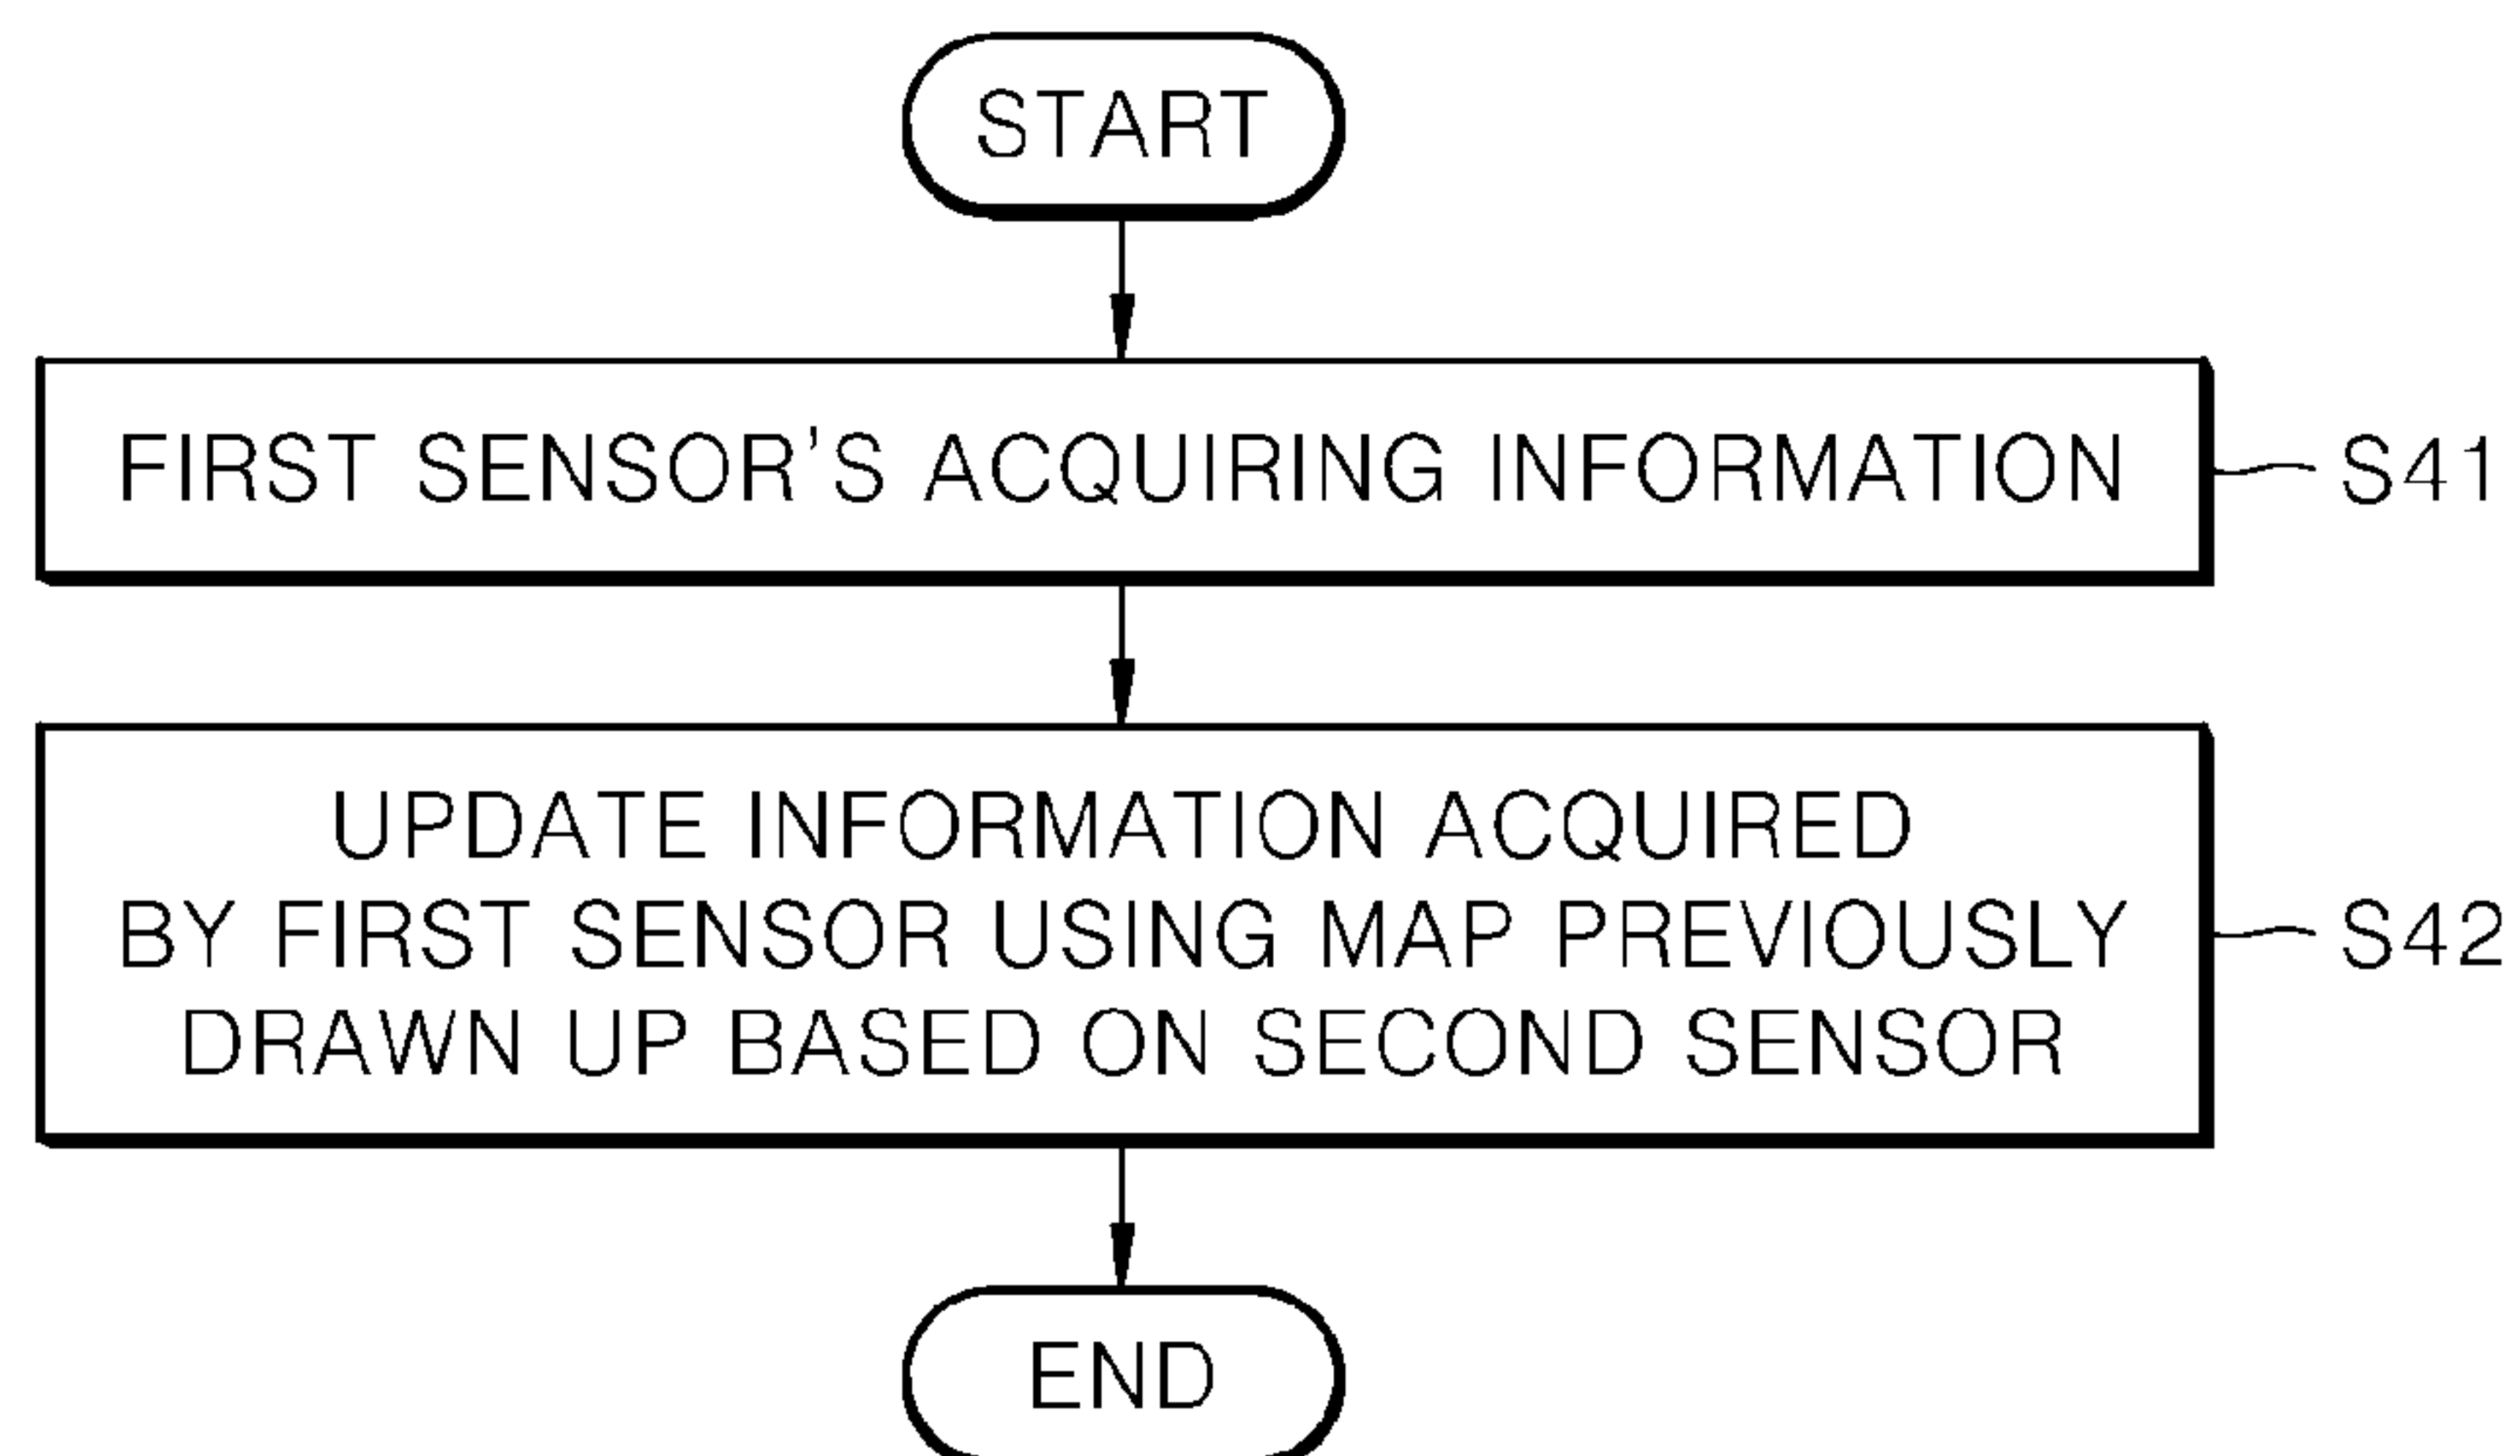 START
FIRST SENSOR'S ACQUIRING INFORMATION
S41
UPDATE INFORMATION ACQUIRED
BY FIRST SENSOR USING MAP PREVIOUSLY
DRAWN UP BASED ON SECOND SENSOR
S42
END